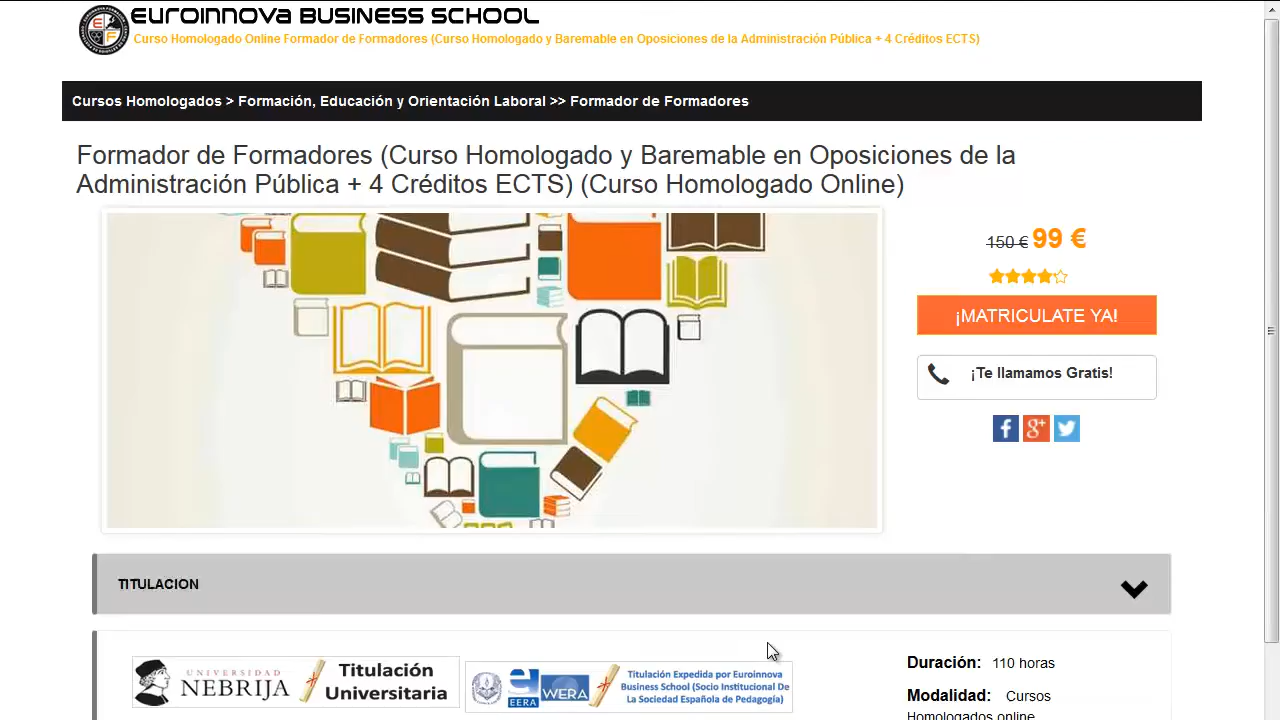 EUROINNOVA BUSINESS SCHOOL
Curso Homologado Online Formador de Formadores (Curso Homologado y Baremable en Oposiciones de la Administración Pública + 4 Créditos ECTS)
Cursos Homologados > Formación, Educación y Orientación Laboral >> Formador de Formadores
Formador de Formadores (Curso Homologado y Baremable en Oposiciones de la
Administración Pública + 4 Créditos ECTS) (Curso Homologado Online)
150 € 99 €
¡MATRICULATE YA!
¡Te llamamos Gratis!
TITULACION
UNIVERSIDAD
NEBRIJA
Titulación
Universitaria
EERA
WERA
Titulación Expedida por Euroinnova
Business School (Socio Institucional De
La Sociedad Española de Pedagogía)
Duración: 110 horas
Modalidad: Cursos
Homologados online